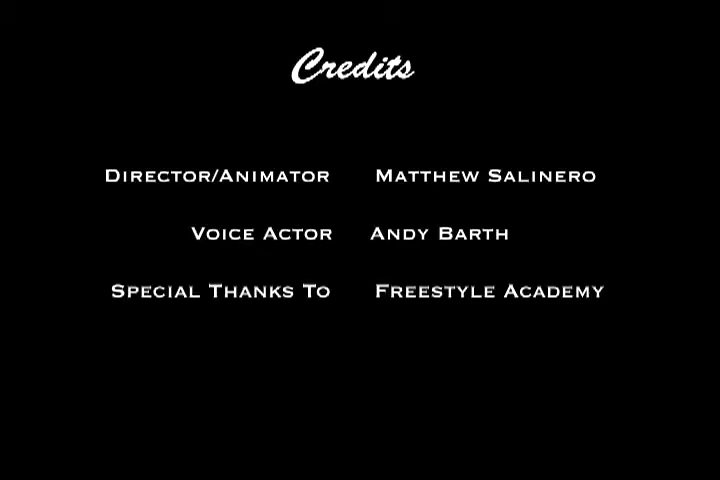 Credits
Director/Animator Matthew Salinero
Voice Actor Andy Barth
Special Thanks To Freestyle Academy